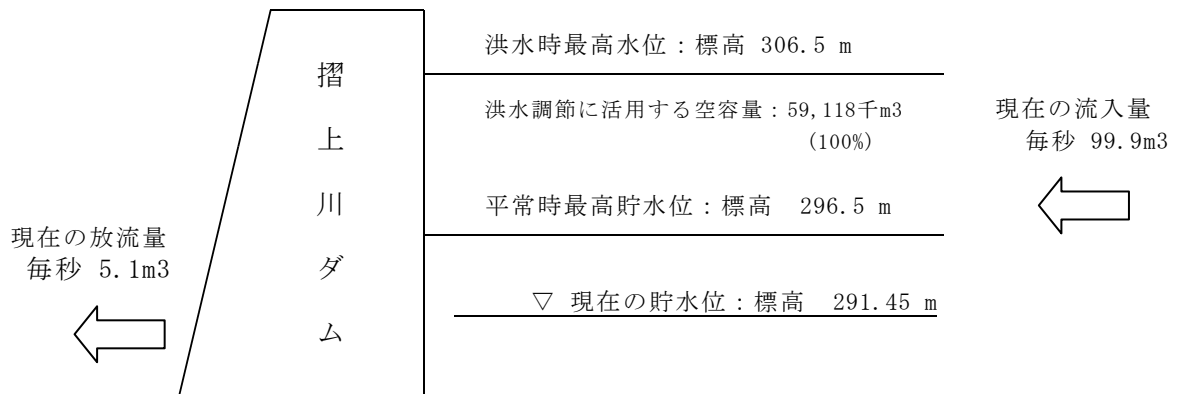 洪水時最高水位：標高 306.5 m
摺上川ダム
洪水調節に活用する空容量：59,118千m3
(100%)
現在の流入量
毎秒 99.9m3
平常時最高貯水位：標高 296.5 m
現在の放流量
毎秒 5.1m3
▽ 現在の貯水位：標高 291.45 m